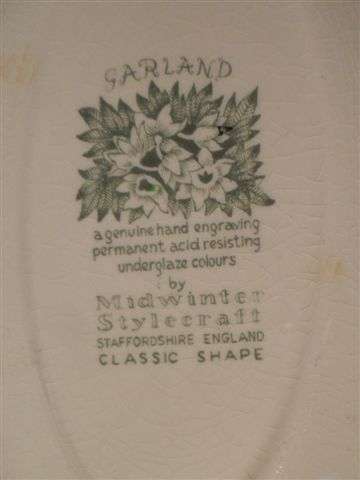 GARLAND
a genuine hand engraving
permanent acid resisting
underglaze colours
by
Midwinter
Stylecraft
STAFFORDSHIRE ENGLAND
CLASSIC SHAPE